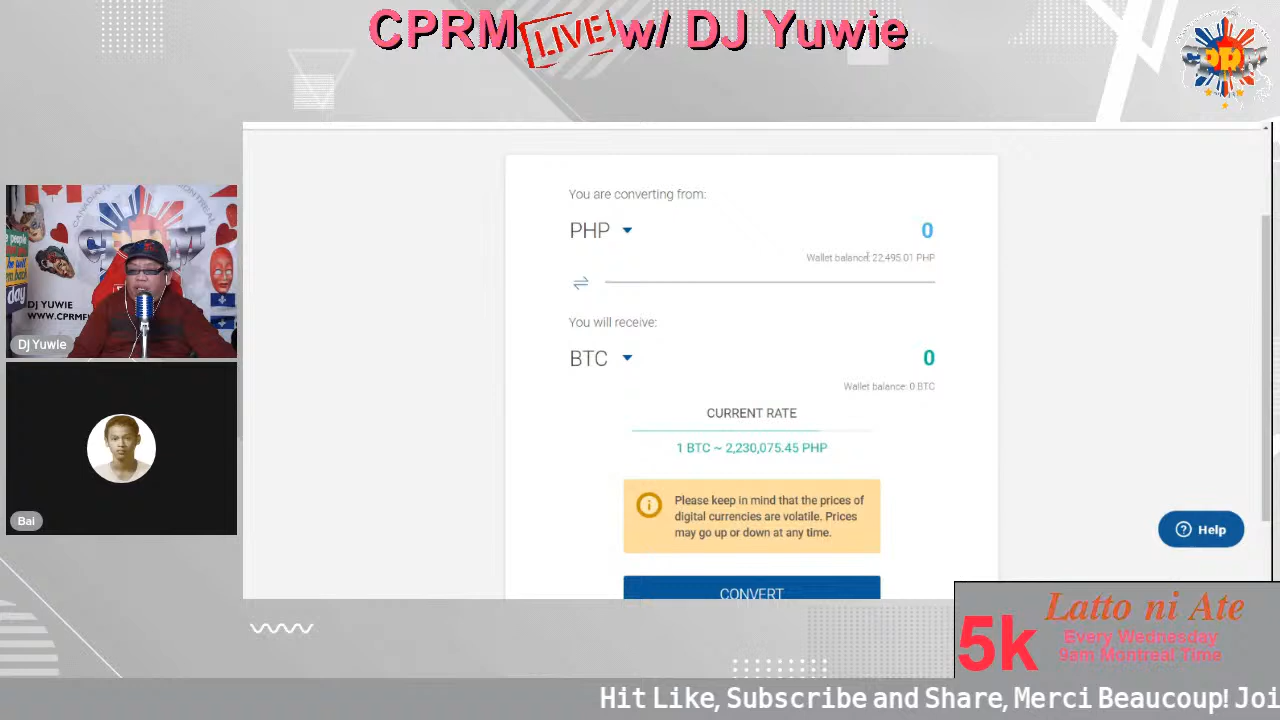 CPRM LIVE w/ DJ Yuwie
CPRM
You are converting from:
PHP
0
Wallet balance: 22,495.01 PHP
You will receive:
BTC
0
Wallet balance: 0 BTC
CURRENT RATE
1 BTC ~ 2,230,075.45 PHP
Please keep in mind that the prices of
digital currencies are volatile. Prices
may go up or down at any time.
CONVERT
Help
DJ YUWIE
Dj Yuwie
Bai
Latto ni Ate
5k
Every Wednesday
9am Montreal Time
Hit Like, Subscribe and Share, Merci Beaucoup! Joi